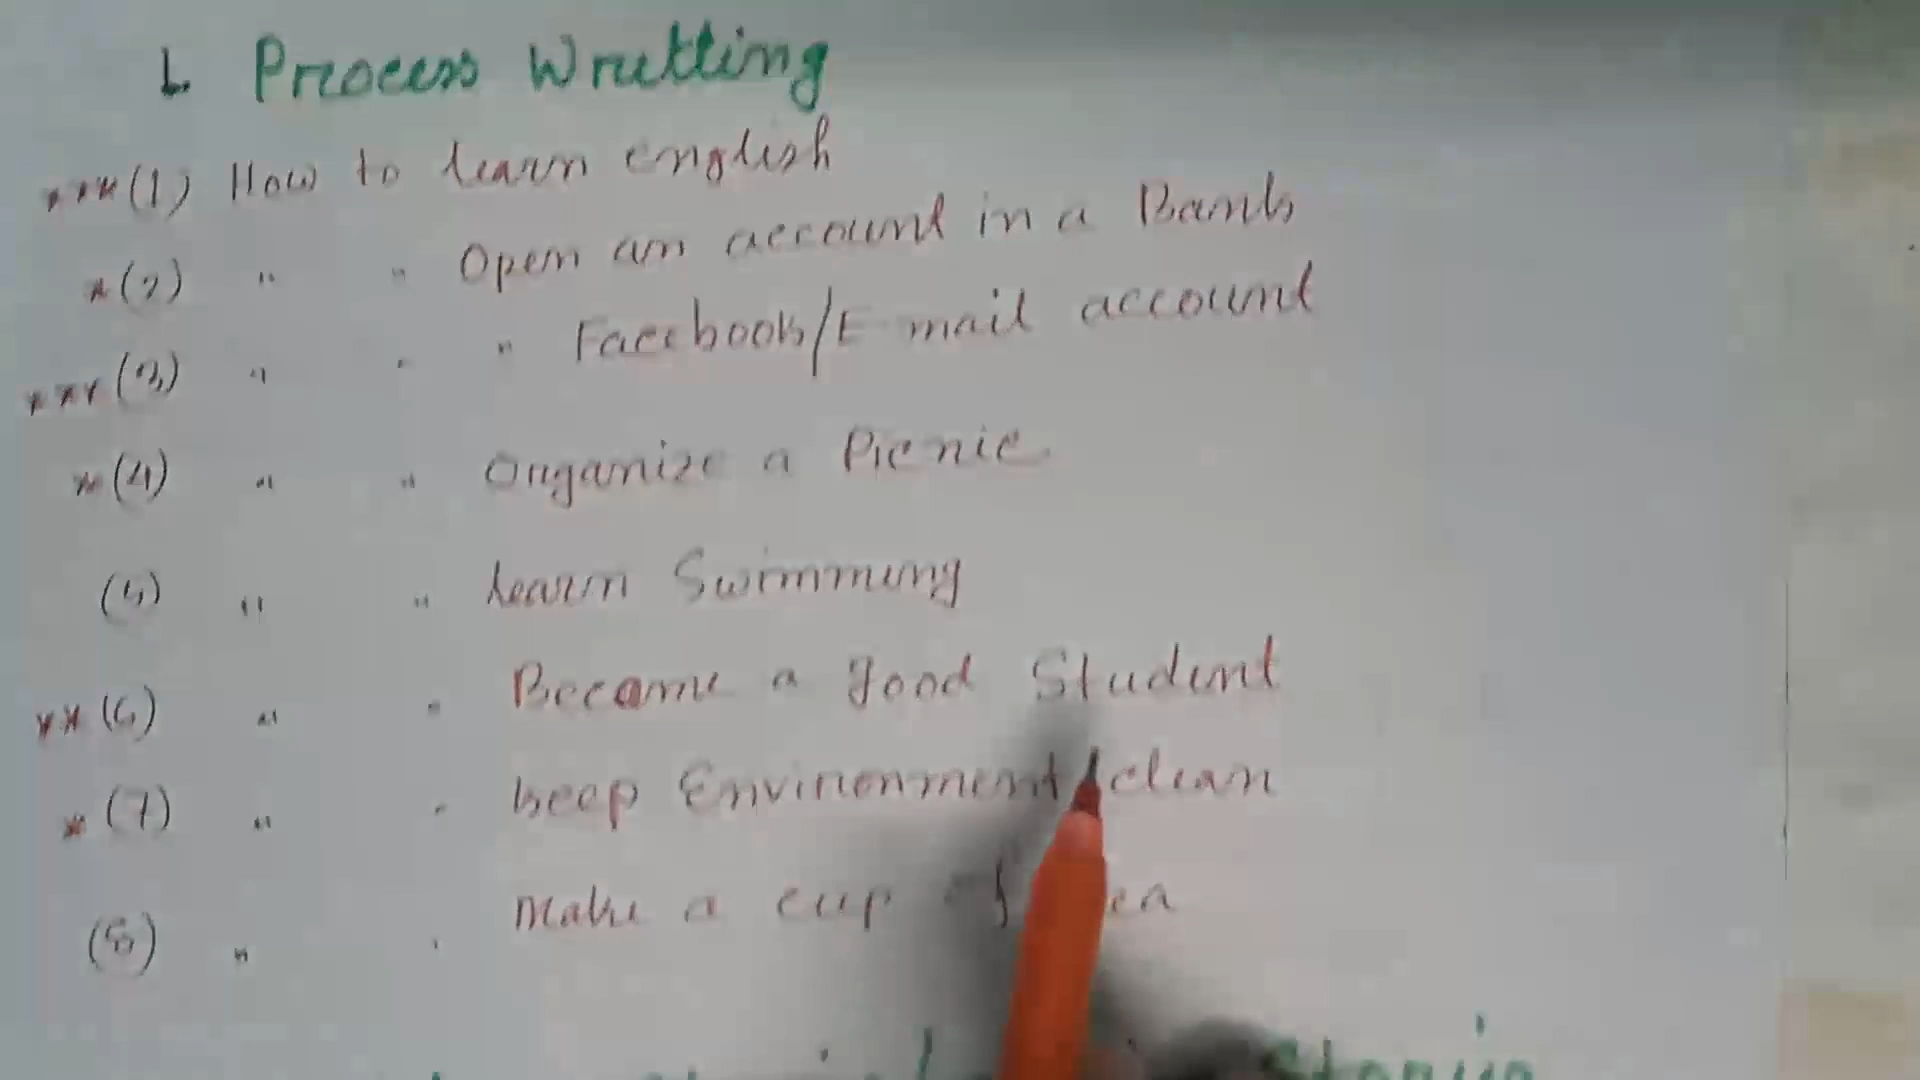 1. Process Writting
***(1) How to learn english
*(2) " " Open an account in a Bank
***(3) " " " Facebook/E-mail account
*(4) " " Organize a Picnic
(5) " " Learn Swimming
**(6) " " Become a good Student
*(7) " " keep Environment clean
(8) " " Make a cup of